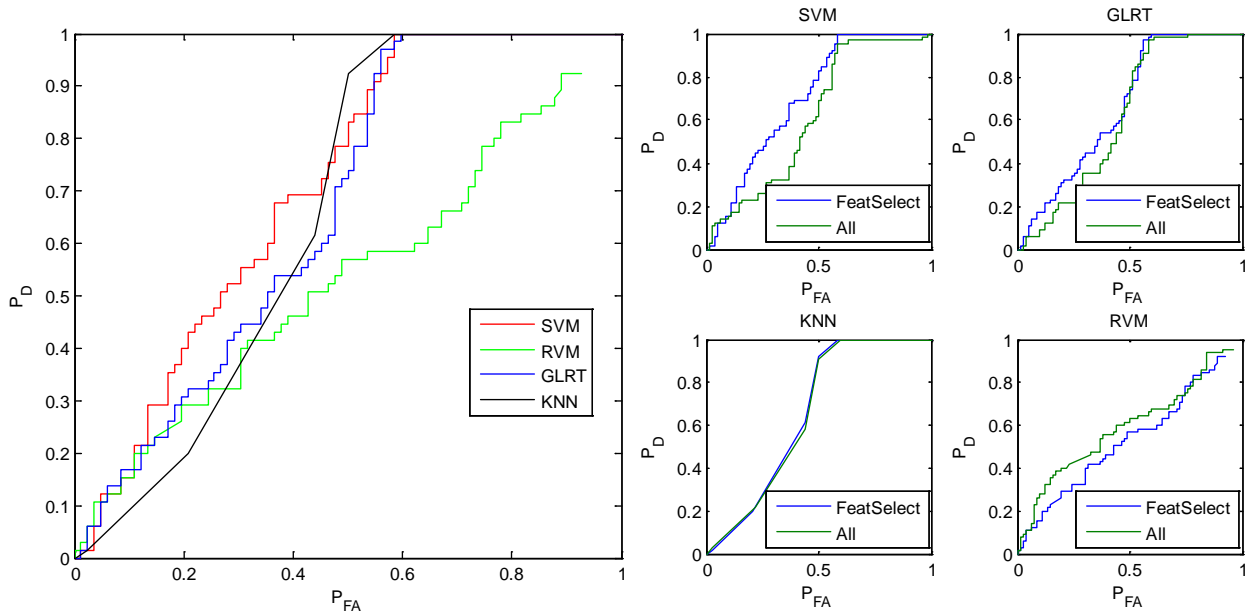 1
0.9
0.8
0.7
0.6
0.5
0.4
0.3
0.2
0.1
0
0 0.2 0.4 0.6 0.8 1
P_D
P_FA
SVM
RVM
GLRT
KNN
SVM
1
0.8
0.6
0.4
0.2
0
0 0.5 1
P_D
P_FA
FeatSelect
All
GLRT
1
0.8
0.6
0.4
0.2
0
0 0.5 1
P_D
P_FA
FeatSelect
All
KNN
1
0.8
0.6
0.4
0.2
0
0 0.5 1
P_D
P_FA
FeatSelect
All
RVM
1
0.8
0.6
0.4
0.2
0
0 0.5 1
P_D
P_FA
FeatSelect
All